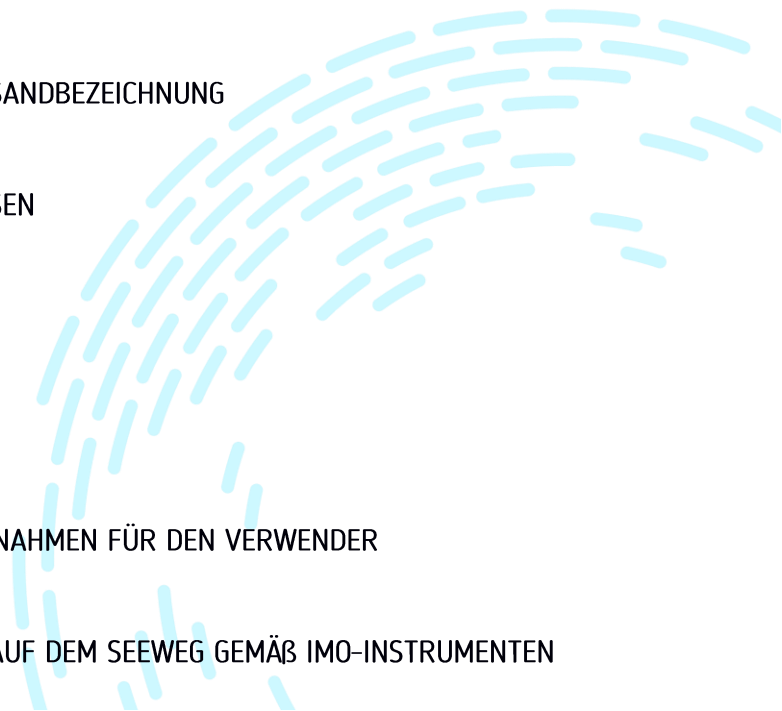 SANDBEZEICHNUNG
SEN
NAHMEN FÜR DEN VERWENDER
AUF DEM SEEWEG GEMÄß IMO-INSTRUMENTEN